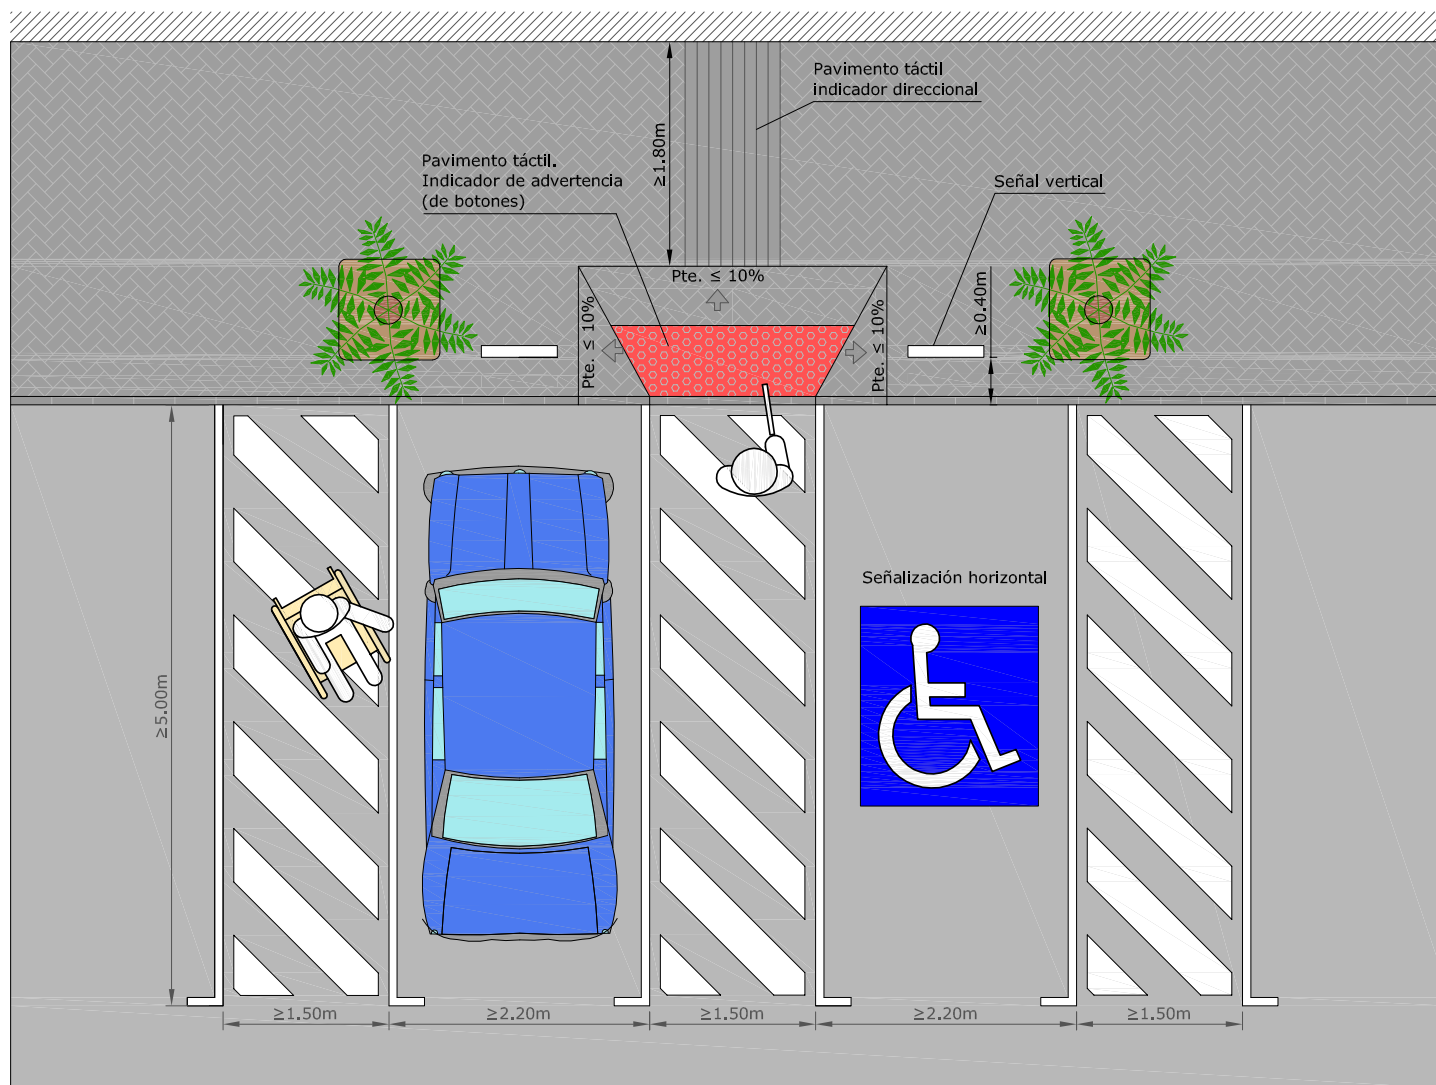 Pavimento táctil
indicador direccional
≥1.80m
Pavimento táctil.
Indicador de advertencia
(de botones)
Señal vertical
Pte. ≤ 10%
Pte. ≤ 10%
Pte. ≤ 10%
≥0.40m
Señalización horizontal
≥5.00m
≥1.50m
≥2.20m
≥1.50m
≥2.20m
≥1.50m